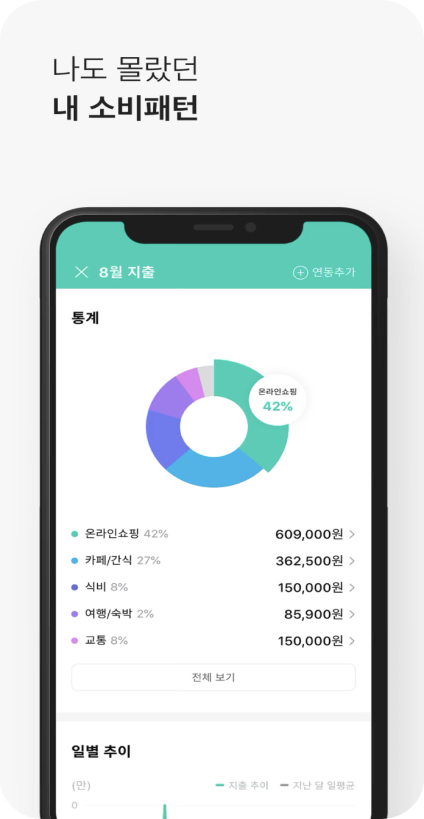 나도 몰랐던
내 소비패턴
8월 지출
연동추가
통계
온라인쇼핑
42%
온라인쇼핑 42% 609,000원
카페/간식 27% 362,500원
식비 8% 150,000원
여행/숙박 2% 85,900원
교통 8% 150,000원
전체 보기
일별 추이
(만) 지출 추이 지난 달 일평균
0